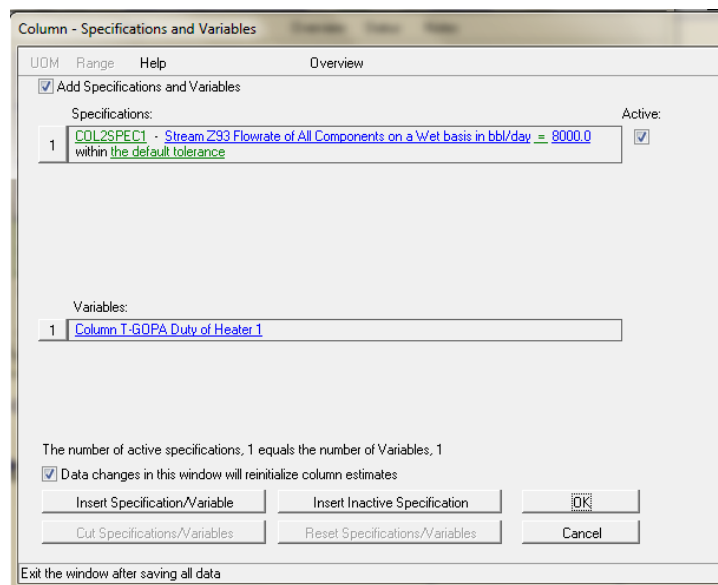 Column - Specifications and Variables
UOM Range Help Overview
Add Specifications and Variables
Specifications: Active:
1 COL2SPEC1 - Stream Z93 Flowrate of All Components on a Wet basis in bbl/day = 8000.0
within the default tolerance
Variables:
1 Column T-GOPA Duty of Heater 1
The number of active specifications, 1 equals the number of Variables, 1
Data changes in this window will reinitialize column estimates
Insert Specification/Variable Insert Inactive Specification OK
Cut Specifications/Variables Reset Specifications/Variables Cancel
Exit the window after saving all data